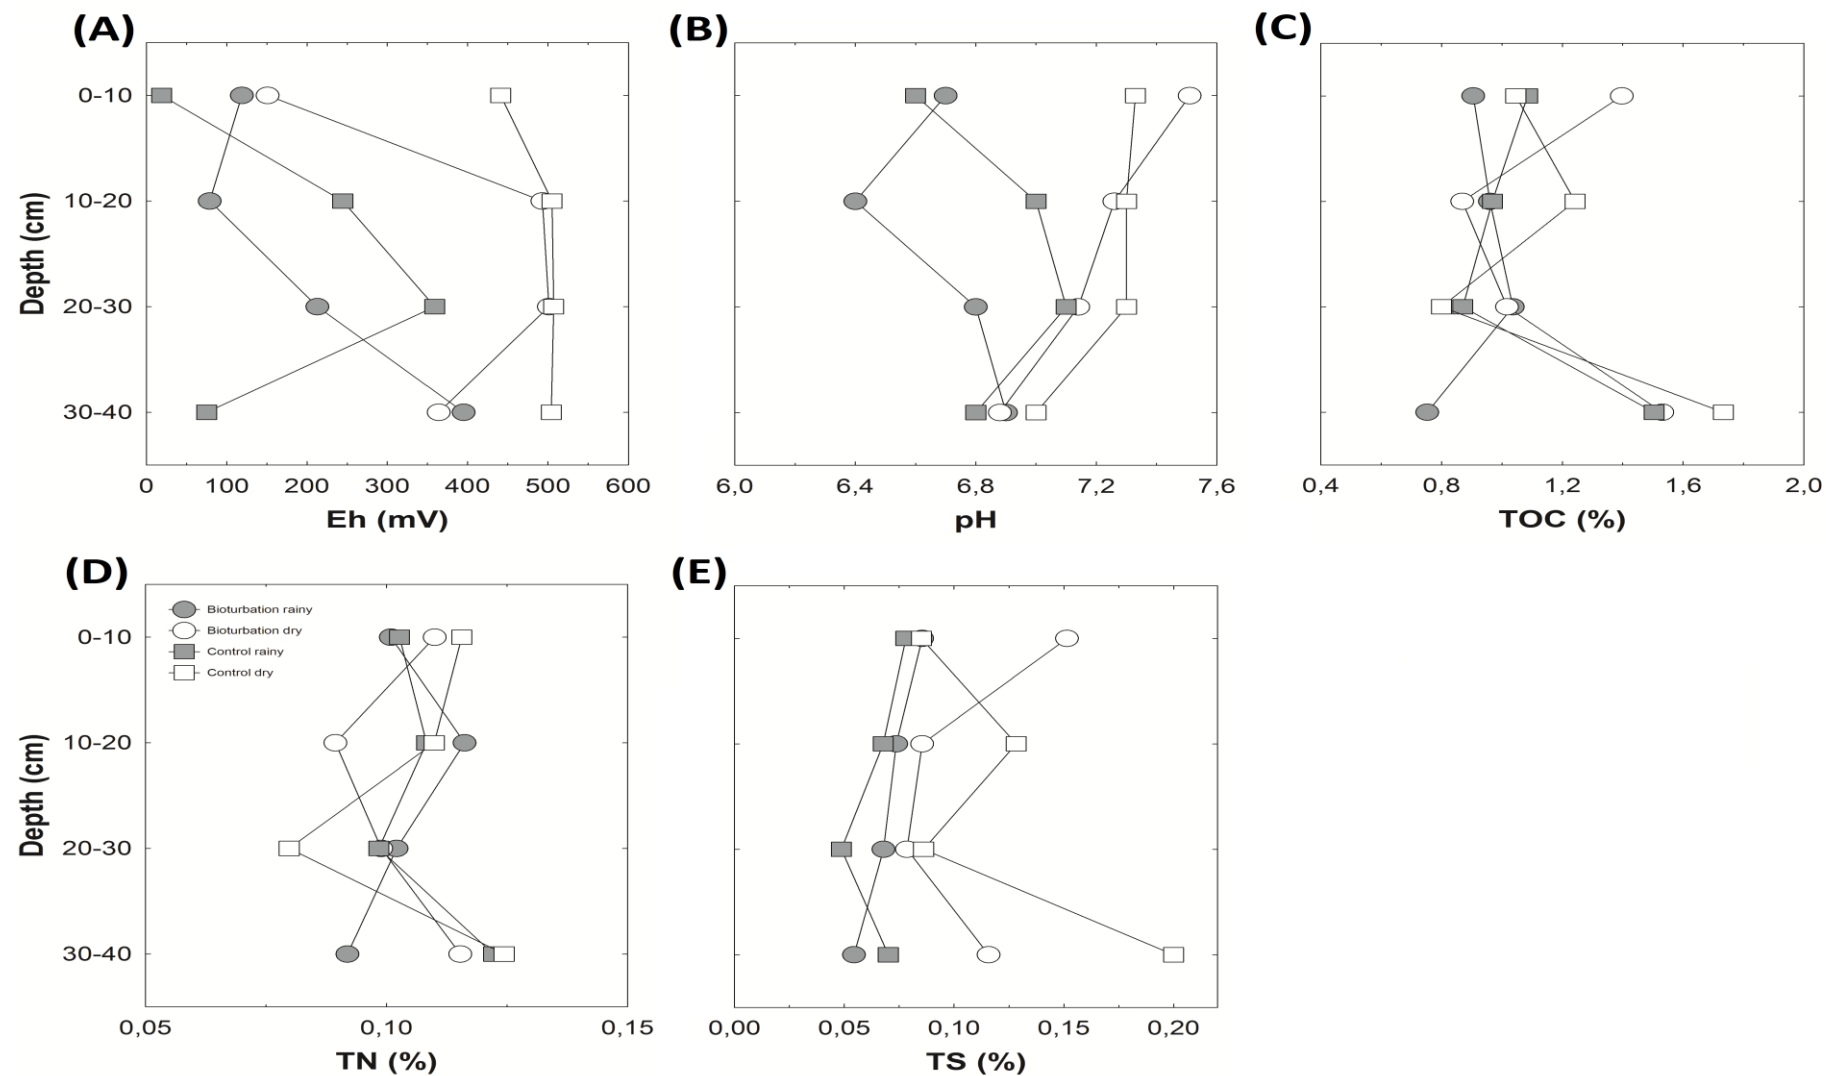 (A)
Depth (cm)
0-10
10-20
20-30
30-40
0 100 200 300 400 500 600
Eh (mV)
(B)
6,0 6,4 6,8 7,2 7,6
pH
(C)
0,4 0,8 1,2 1,6 2,0
TOC (%)
(D)
Depth (cm)
0-10
10-20
20-30
30-40
Bioturbation rainy
Bioturbation dry
Control rainy
Control dry
0,05 0,10 0,15
TN (%)
(E)
0,00 0,05 0,10 0,15 0,20
TS (%)